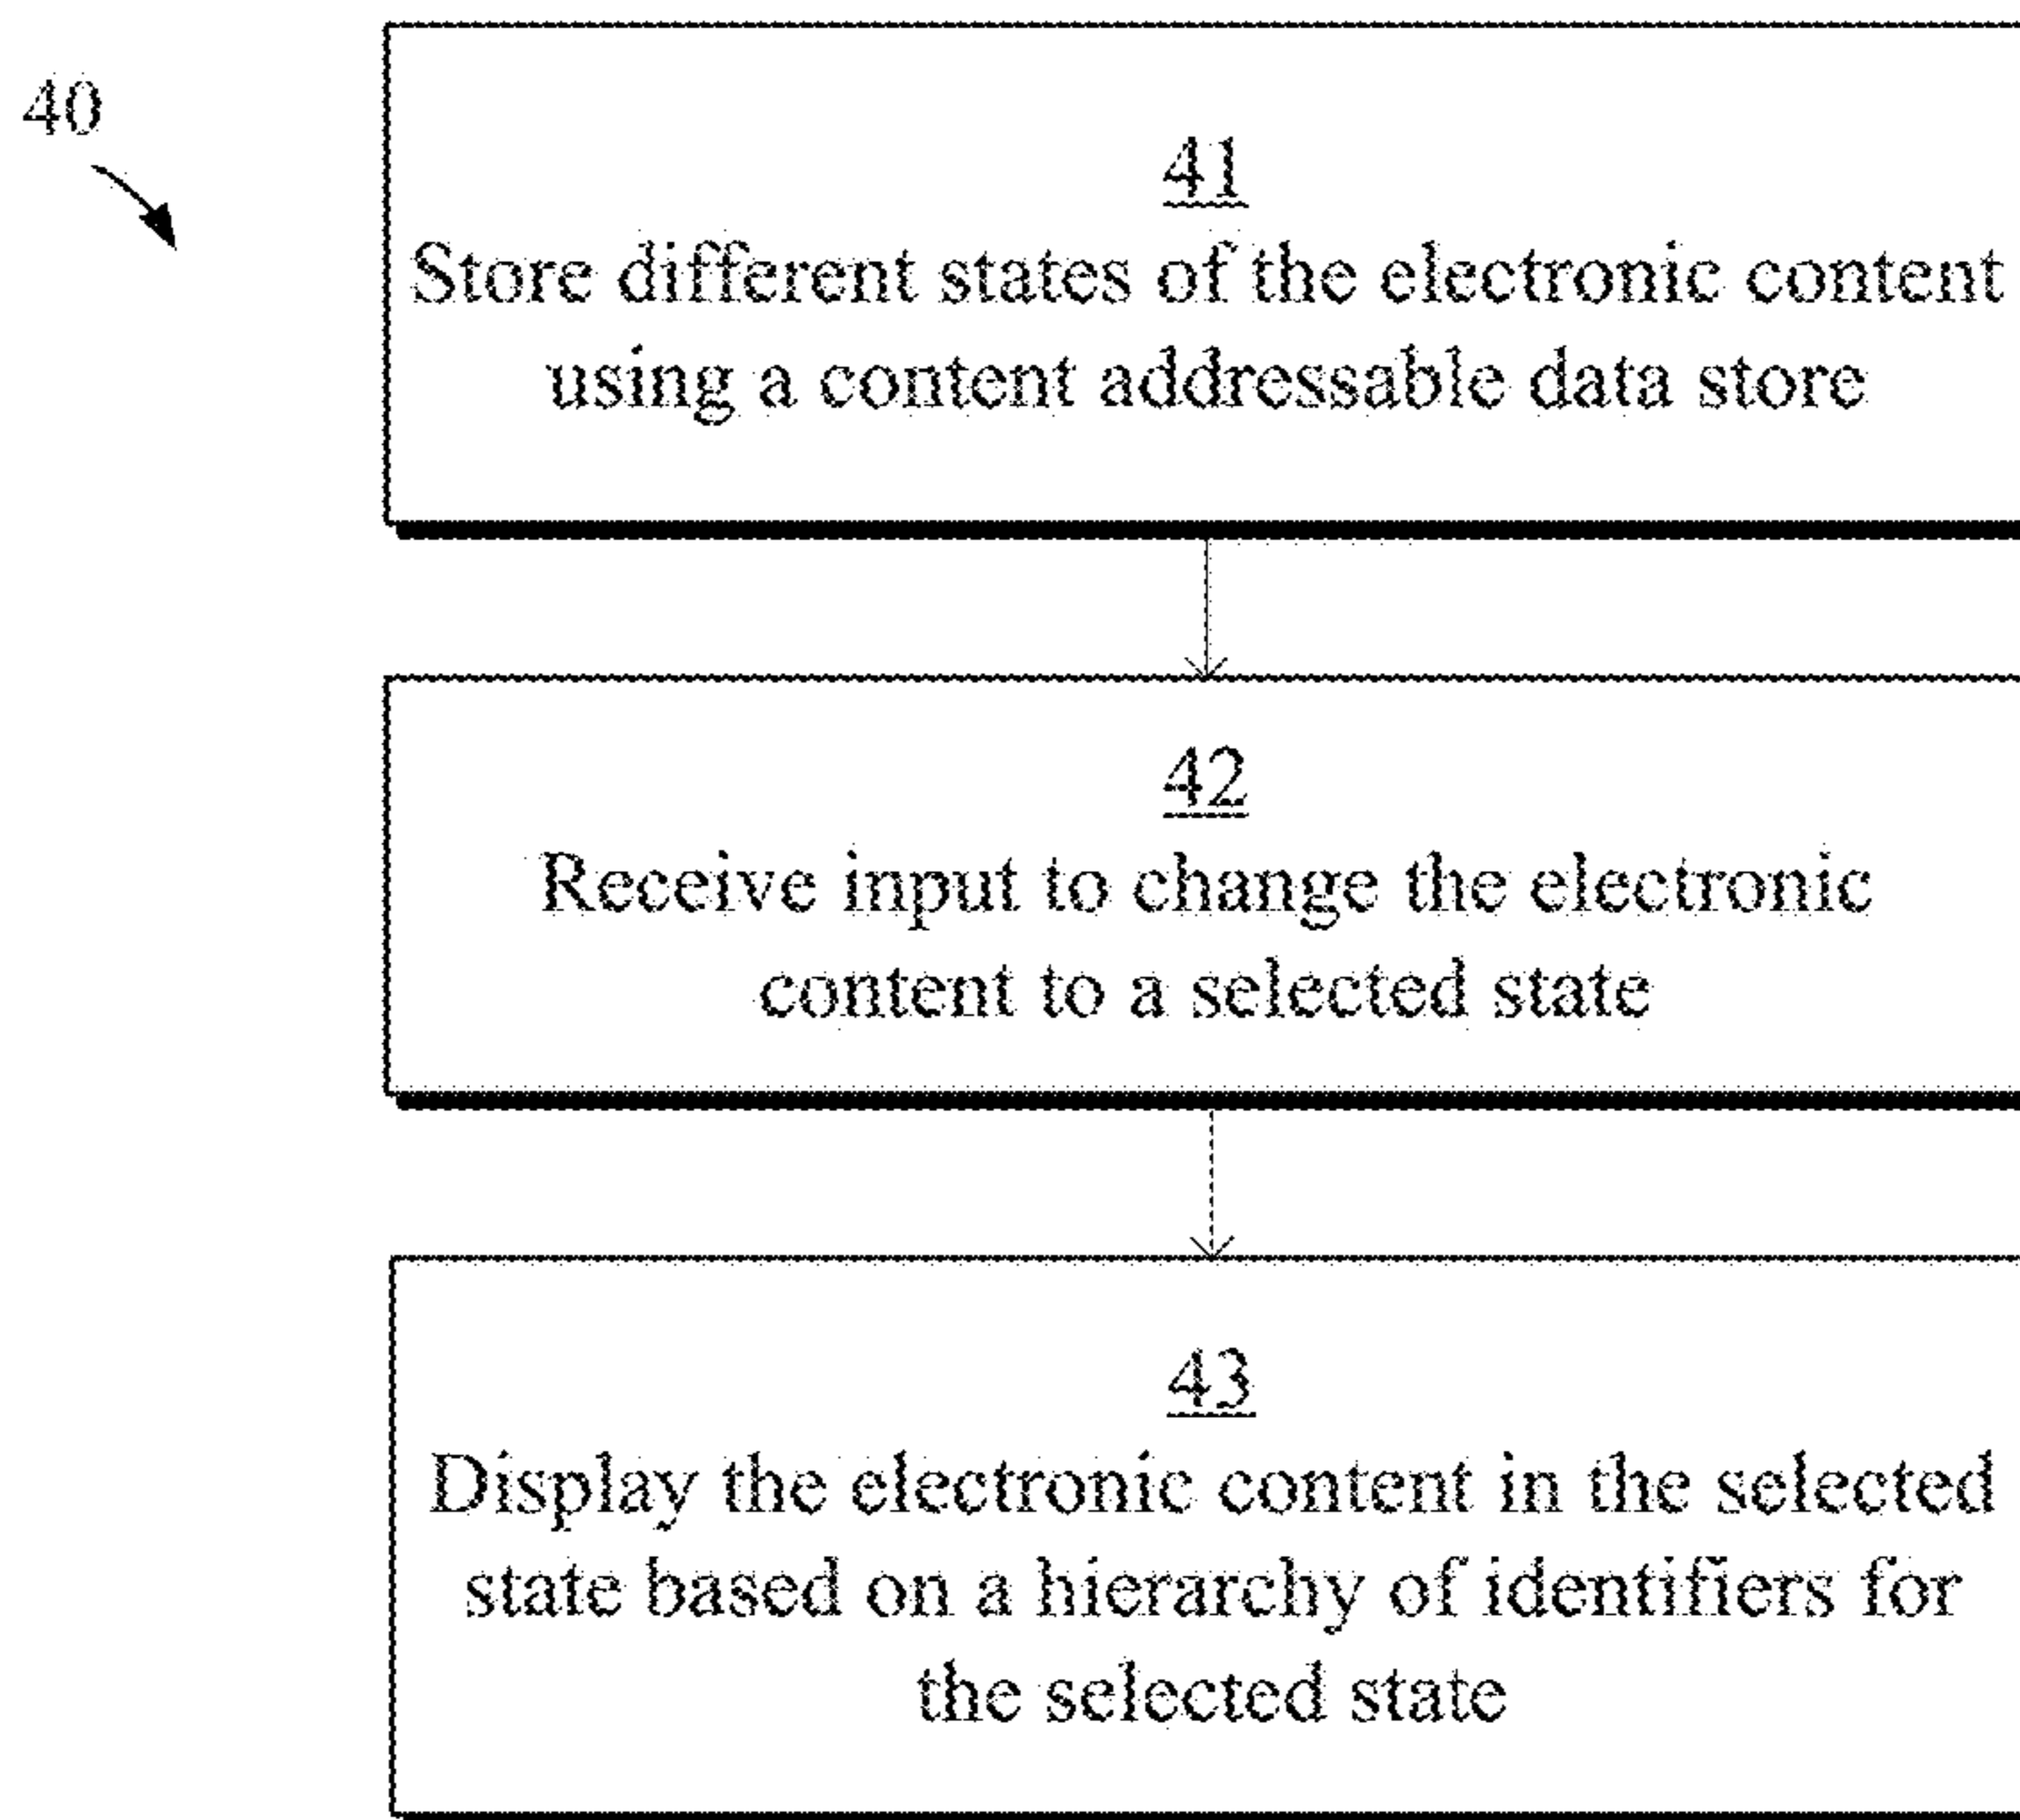 40
41
Store different states of the electronic content
using a content addressable data store
42
Receive input to change the electronic
content to a selected state
43
Display the electronic content in the selected
state based on a hierarchy of identifiers for
the selected state